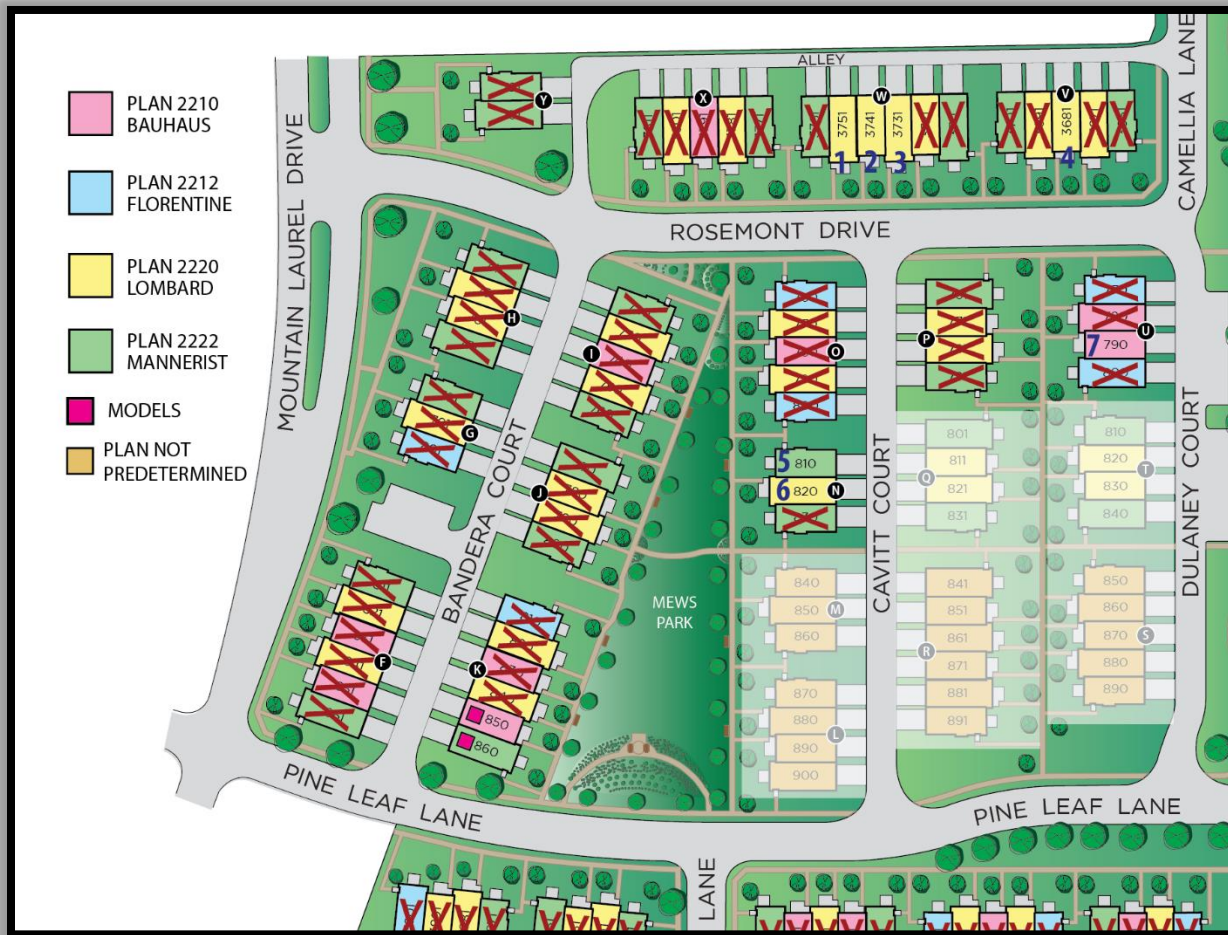 PLAN 2210
BAUHAUS
PLAN 2212
FLORENTINE
PLAN 2220
LOMBARD
PLAN 2222
MANNERIST
MODELS
PLAN NOT
PREDETERMINED
MOUNTAIN LAUREL DRIVE
ALLEY
CAMELLIA LANE
Y
X
W
V
3751
3741
3731
3681
1
2
3
4
ROSEMONT DRIVE
H
I
O
P
U
7
790
G
J
BANDERA COURT
5
810
6
820
N
CAVITT COURT
801
811
821
831
Q
810
820
830
840
T
DULANEY COURT
MEWS
PARK
840
850
860
M
841
851
861
871
881
891
R
850
860
870
880
890
S
F
K
850
860
870
880
890
900
L
PINE LEAF LANE
PINE LEAF LANE
LANE